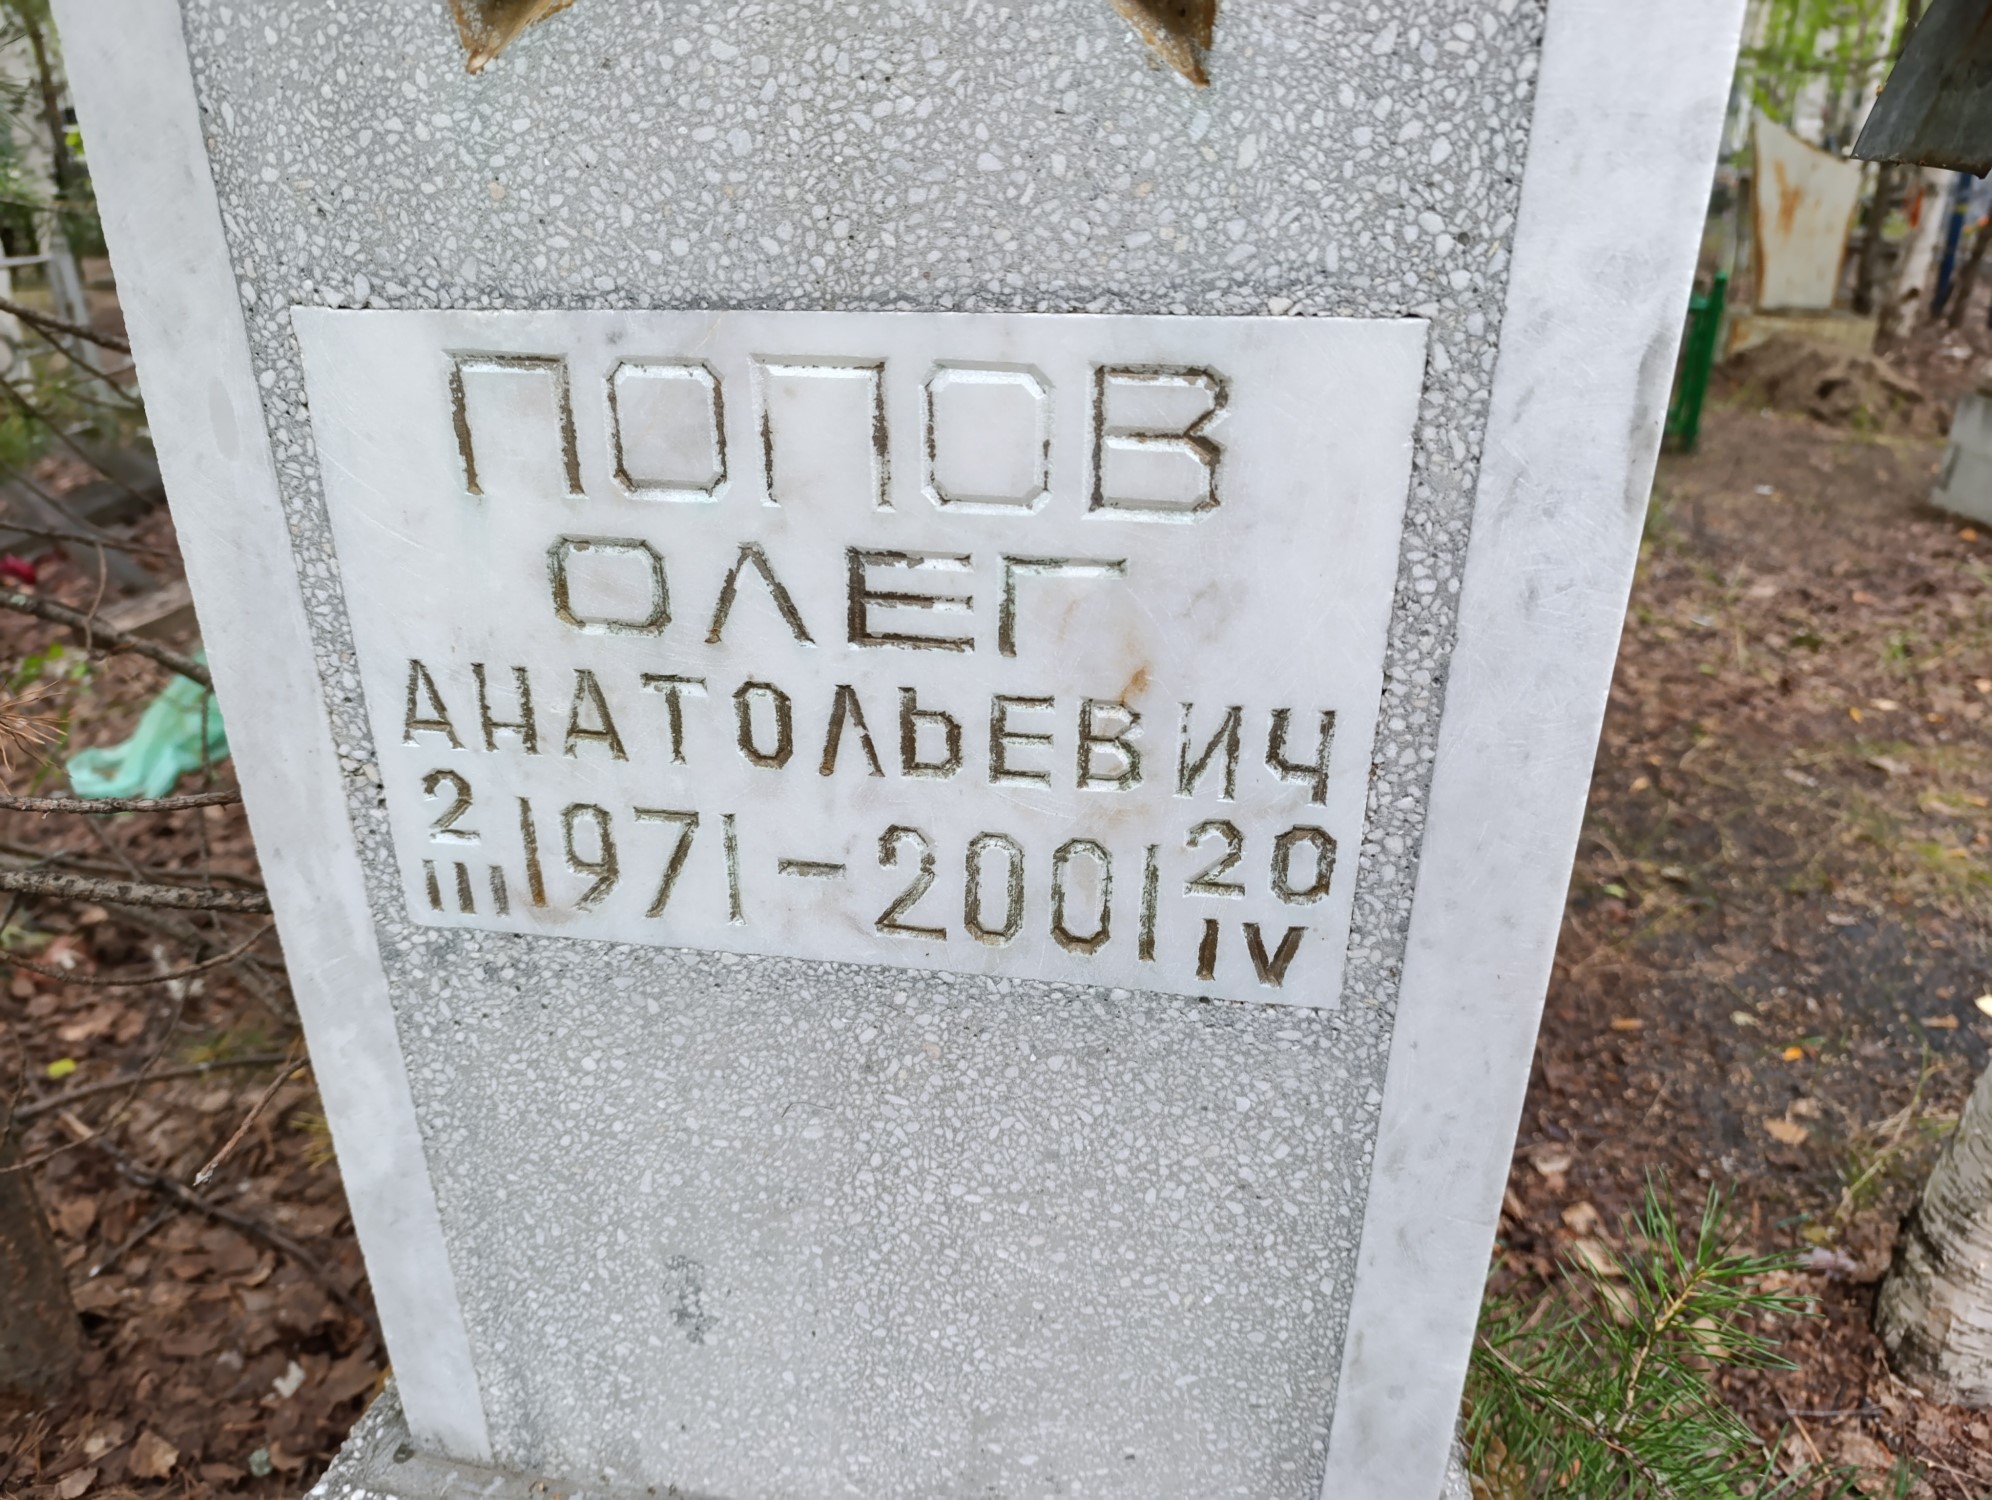 ПОПОВ
ОЛЕГ
АНАТОЛЬЕВИЧ
2 III 1971 - 2001 20 IV